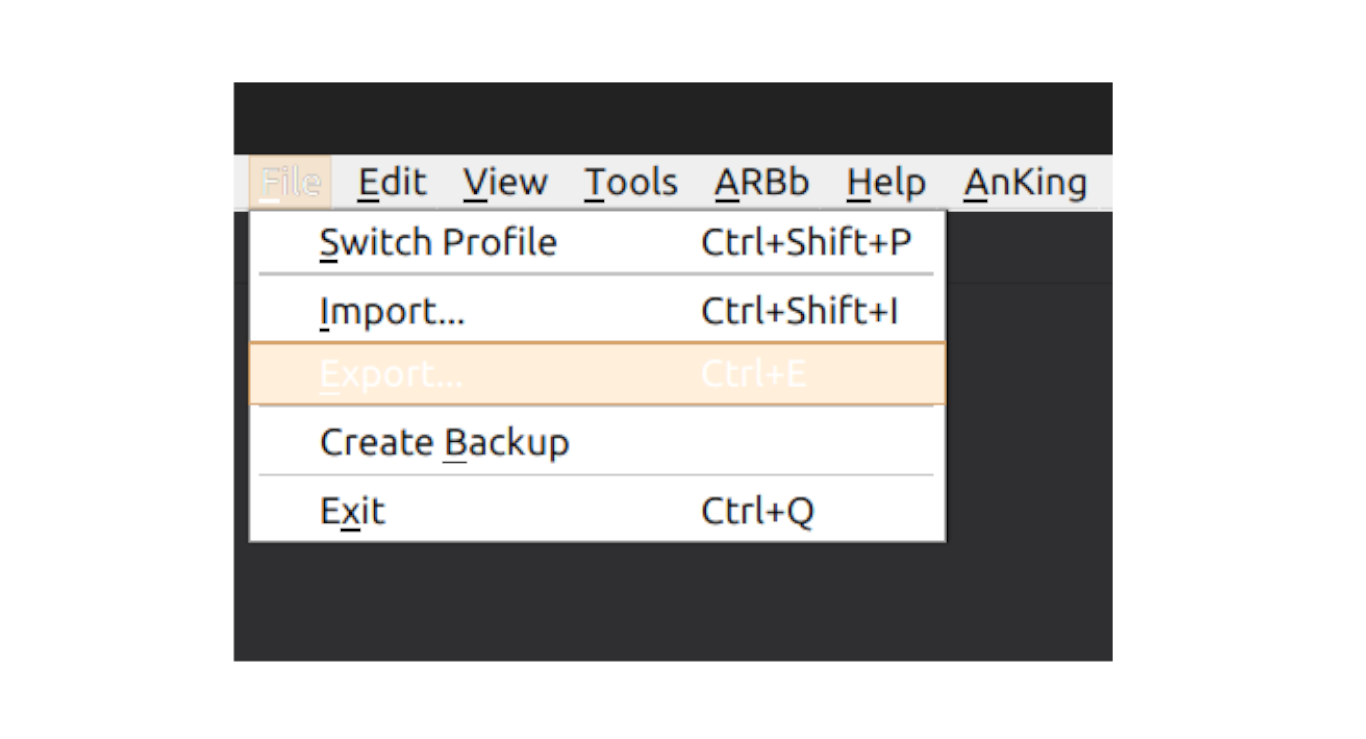 File Edit View Tools ARBb Help AnKing
Switch Profile Ctrl+Shift+P
Import... Ctrl+Shift+I
Export... Ctrl+E
Create Backup
Exit Ctrl+Q